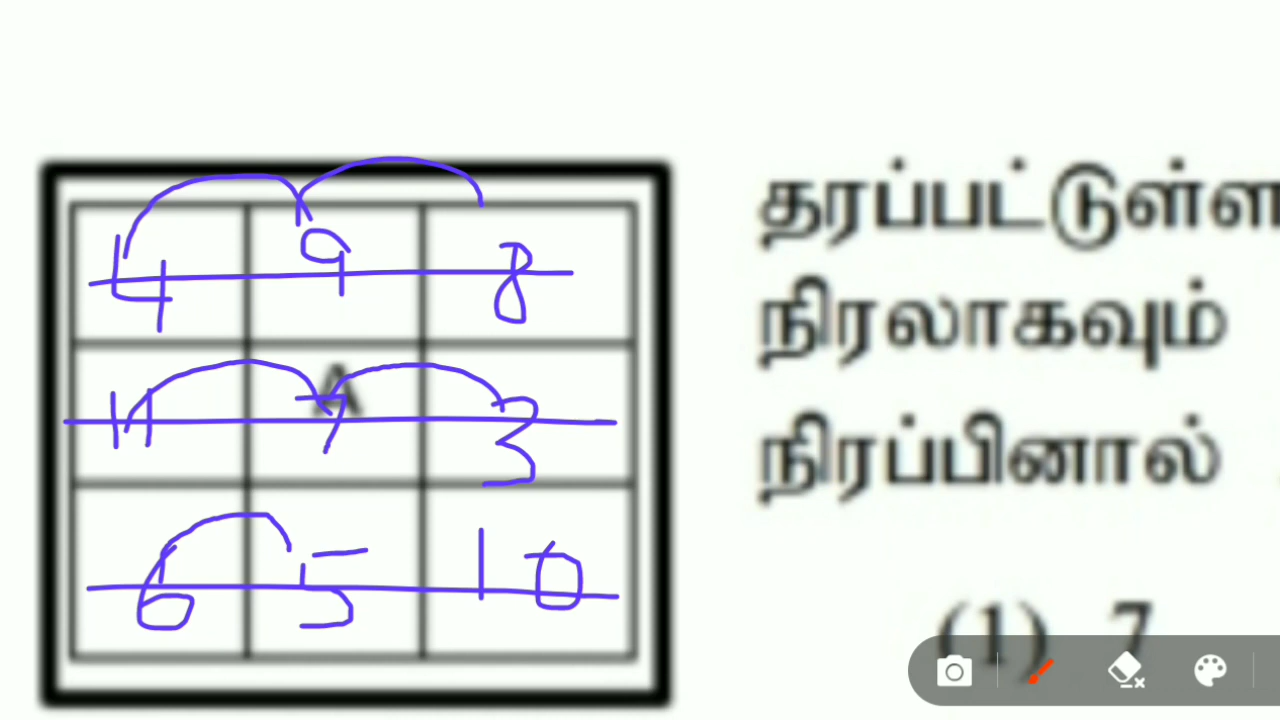 4 9 8
11 A 7 3
6 5 10
தரப்பட்டுள்ள
நிரலாகவும்
நிரப்பினால்
(1) 7